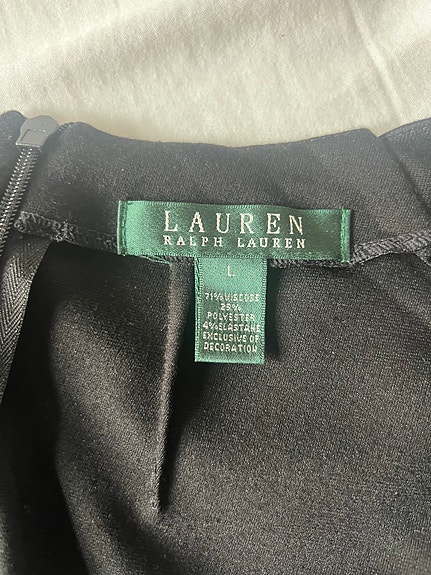 LAUREN
RALPH LAUREN
L
71% VISCOSE
25%
POLYESTER
4% ELASTANE
EXCLUSIVE OF
DECORATION